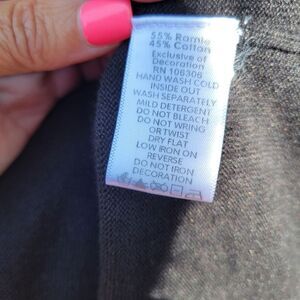 55% Ramie
45% Cotton
Exclusive of
Decoration
RN 106306
HAND WASH COLD
INSIDE OUT
WASH SEPARATELY
MILD DETERGENT
DO NOT BLEACH
DO NOT WRING
OR TWIST
DRY FLAT
LOW IRON ON
REVERSE
DO NOT IRON
DECORATION